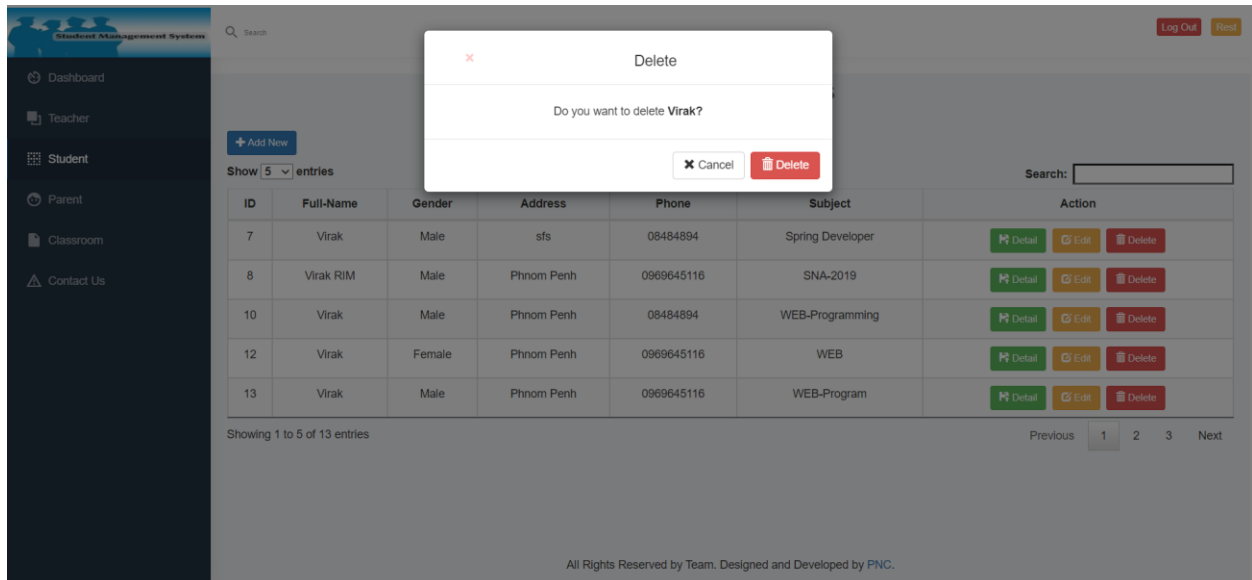 Student Management System
Search
Log Out
Rest
Delete
Do you want to delete Virak?
Cancel
Delete
Dashboard
Teacher
Student
Parent
Classroom
Contact Us
Add New
Show 5 entries
Search:
ID Full-Name Gender Address Phone Subject Action
7 Virak Male sfs 08484894 Spring Developer Detail Edit Delete
8 Virak RIM Male Phnom Penh 0969645116 SNA-2019 Detail Edit Delete
10 Virak Male Phnom Penh 08484894 WEB-Programming Detail Edit Delete
12 Virak Female Phnom Penh 0969645116 WEB Detail Edit Delete
13 Virak Male Phnom Penh 0969645116 WEB-Program Detail Edit Delete
Showing 1 to 5 of 13 entries
Previous 1 2 3 Next
All Rights Reserved by Team. Designed and Developed by PNC.